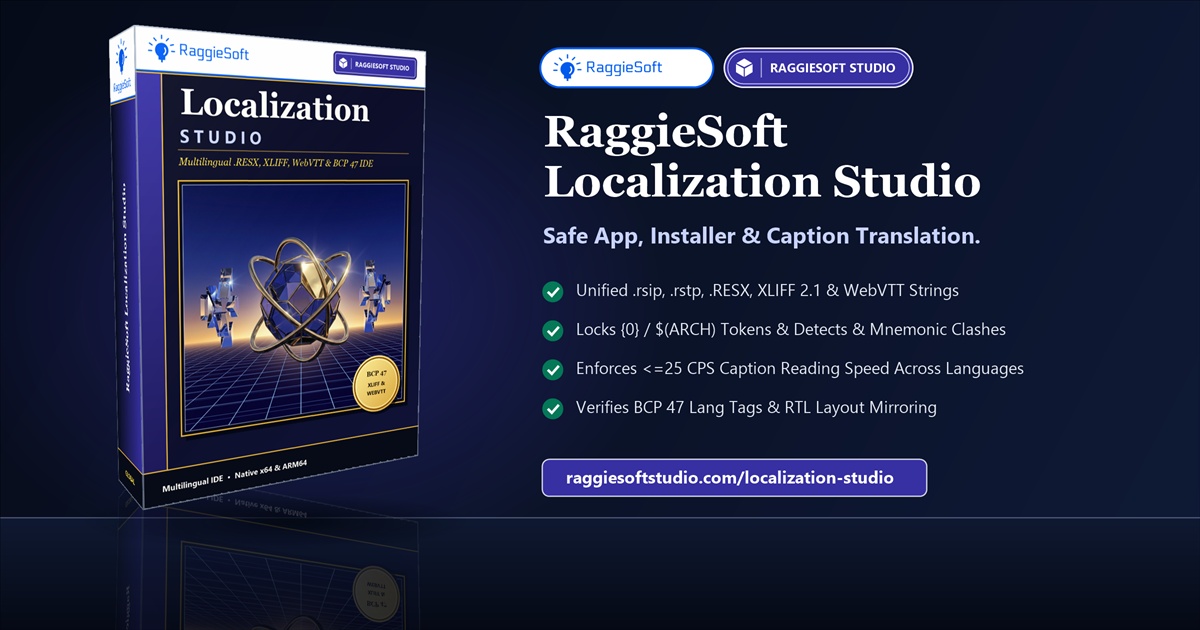 RaggieSoft
RAGGIESOFT STUDIO
Localization
STUDIO
Multilingual .RESX, XLIFF, WebVTT & BCP 47 IDE
BCP 47
XLIFF &
WEBVTT
Multilingual IDE • Native x64 & ARM64
RaggieSoft
RaggieSoft Localization Studio
RaggieSoft
RAGGIESOFT STUDIO
RaggieSoft
Localization Studio
Safe App, Installer & Caption Translation.
Unified .rsip, .rstp, .RESX, XLIFF 2.1 & WebVTT Strings
Locks {0} / $(ARCH) Tokens & Detects & Mnemonic Clashes
Enforces <=25 CPS Caption Reading Speed Across Languages
Verifies BCP 47 Lang Tags & RTL Layout Mirroring
raggiesoftstudio.com/localization-studio